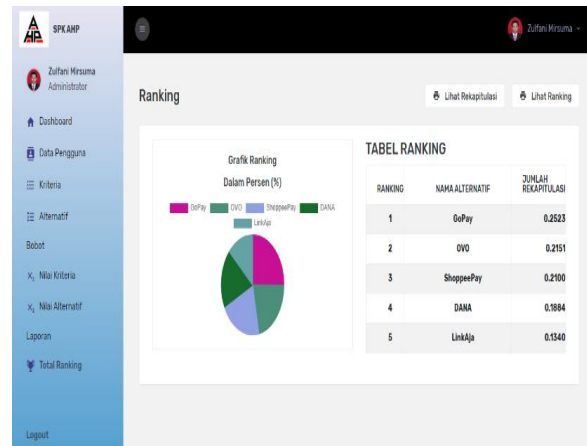 AHP
SPK AHP
Zulfani Mirsuma
Zulfani Mirsuma
Administrator
Dashboard
Data Pengguna
Kriteria
Alternatif
Bobot
X₁ Nilai Kriteria
X₂ Nilai Alternatif
Laporan
Total Ranking
Logout
Ranking
Lihat Rekapitulasi
Lihat Ranking
Grafik Ranking
Dalam Persen (%)
GoPay OVO ShoppeePay DANA
LinkAja
TABEL RANKING
RANKING NAMA ALTERNATIF JUMLAH REKAPITULASI
1 GoPay 0.2523
2 OVO 0.2151
3 ShoppeePay 0.2100
4 DANA 0.1884
5 LinkAja 0.1340